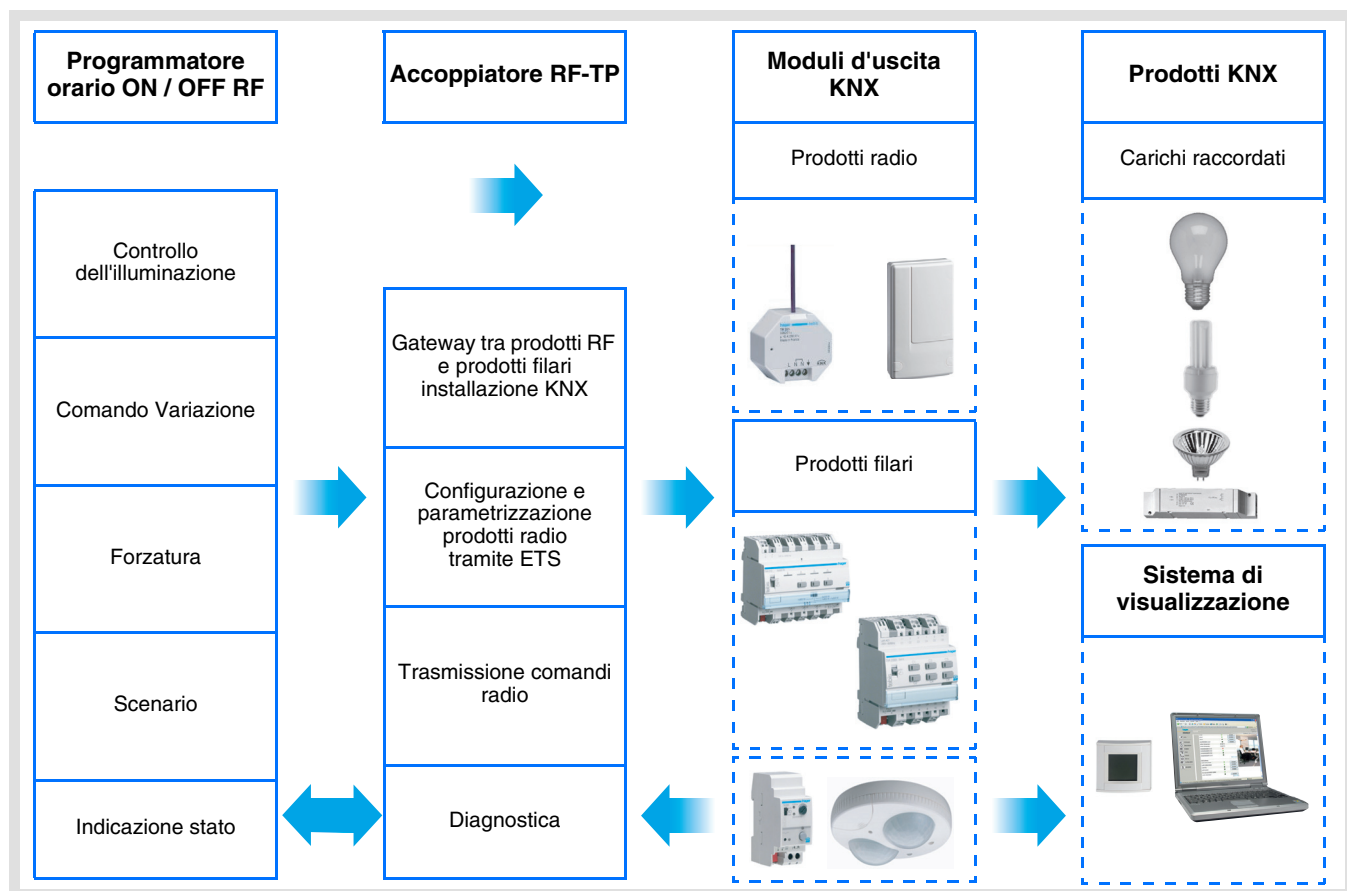 Programmatore
orario ON / OFF RF
Controllo
dell'illuminazione
Comando Variazione
Forzatura
Scenario
Indicazione stato
Accoppiatore RF-TP
Gateway tra prodotti RF
e prodotti filari
installazione KNX
Configurazione e
parametrizzazione
prodotti radio
tramite ETS
Trasmissione comandi
radio
Diagnostica
Moduli d'uscita
KNX
Prodotti radio
Prodotti filari
Prodotti KNX
Carichi raccordati
Sistema di
visualizzazione